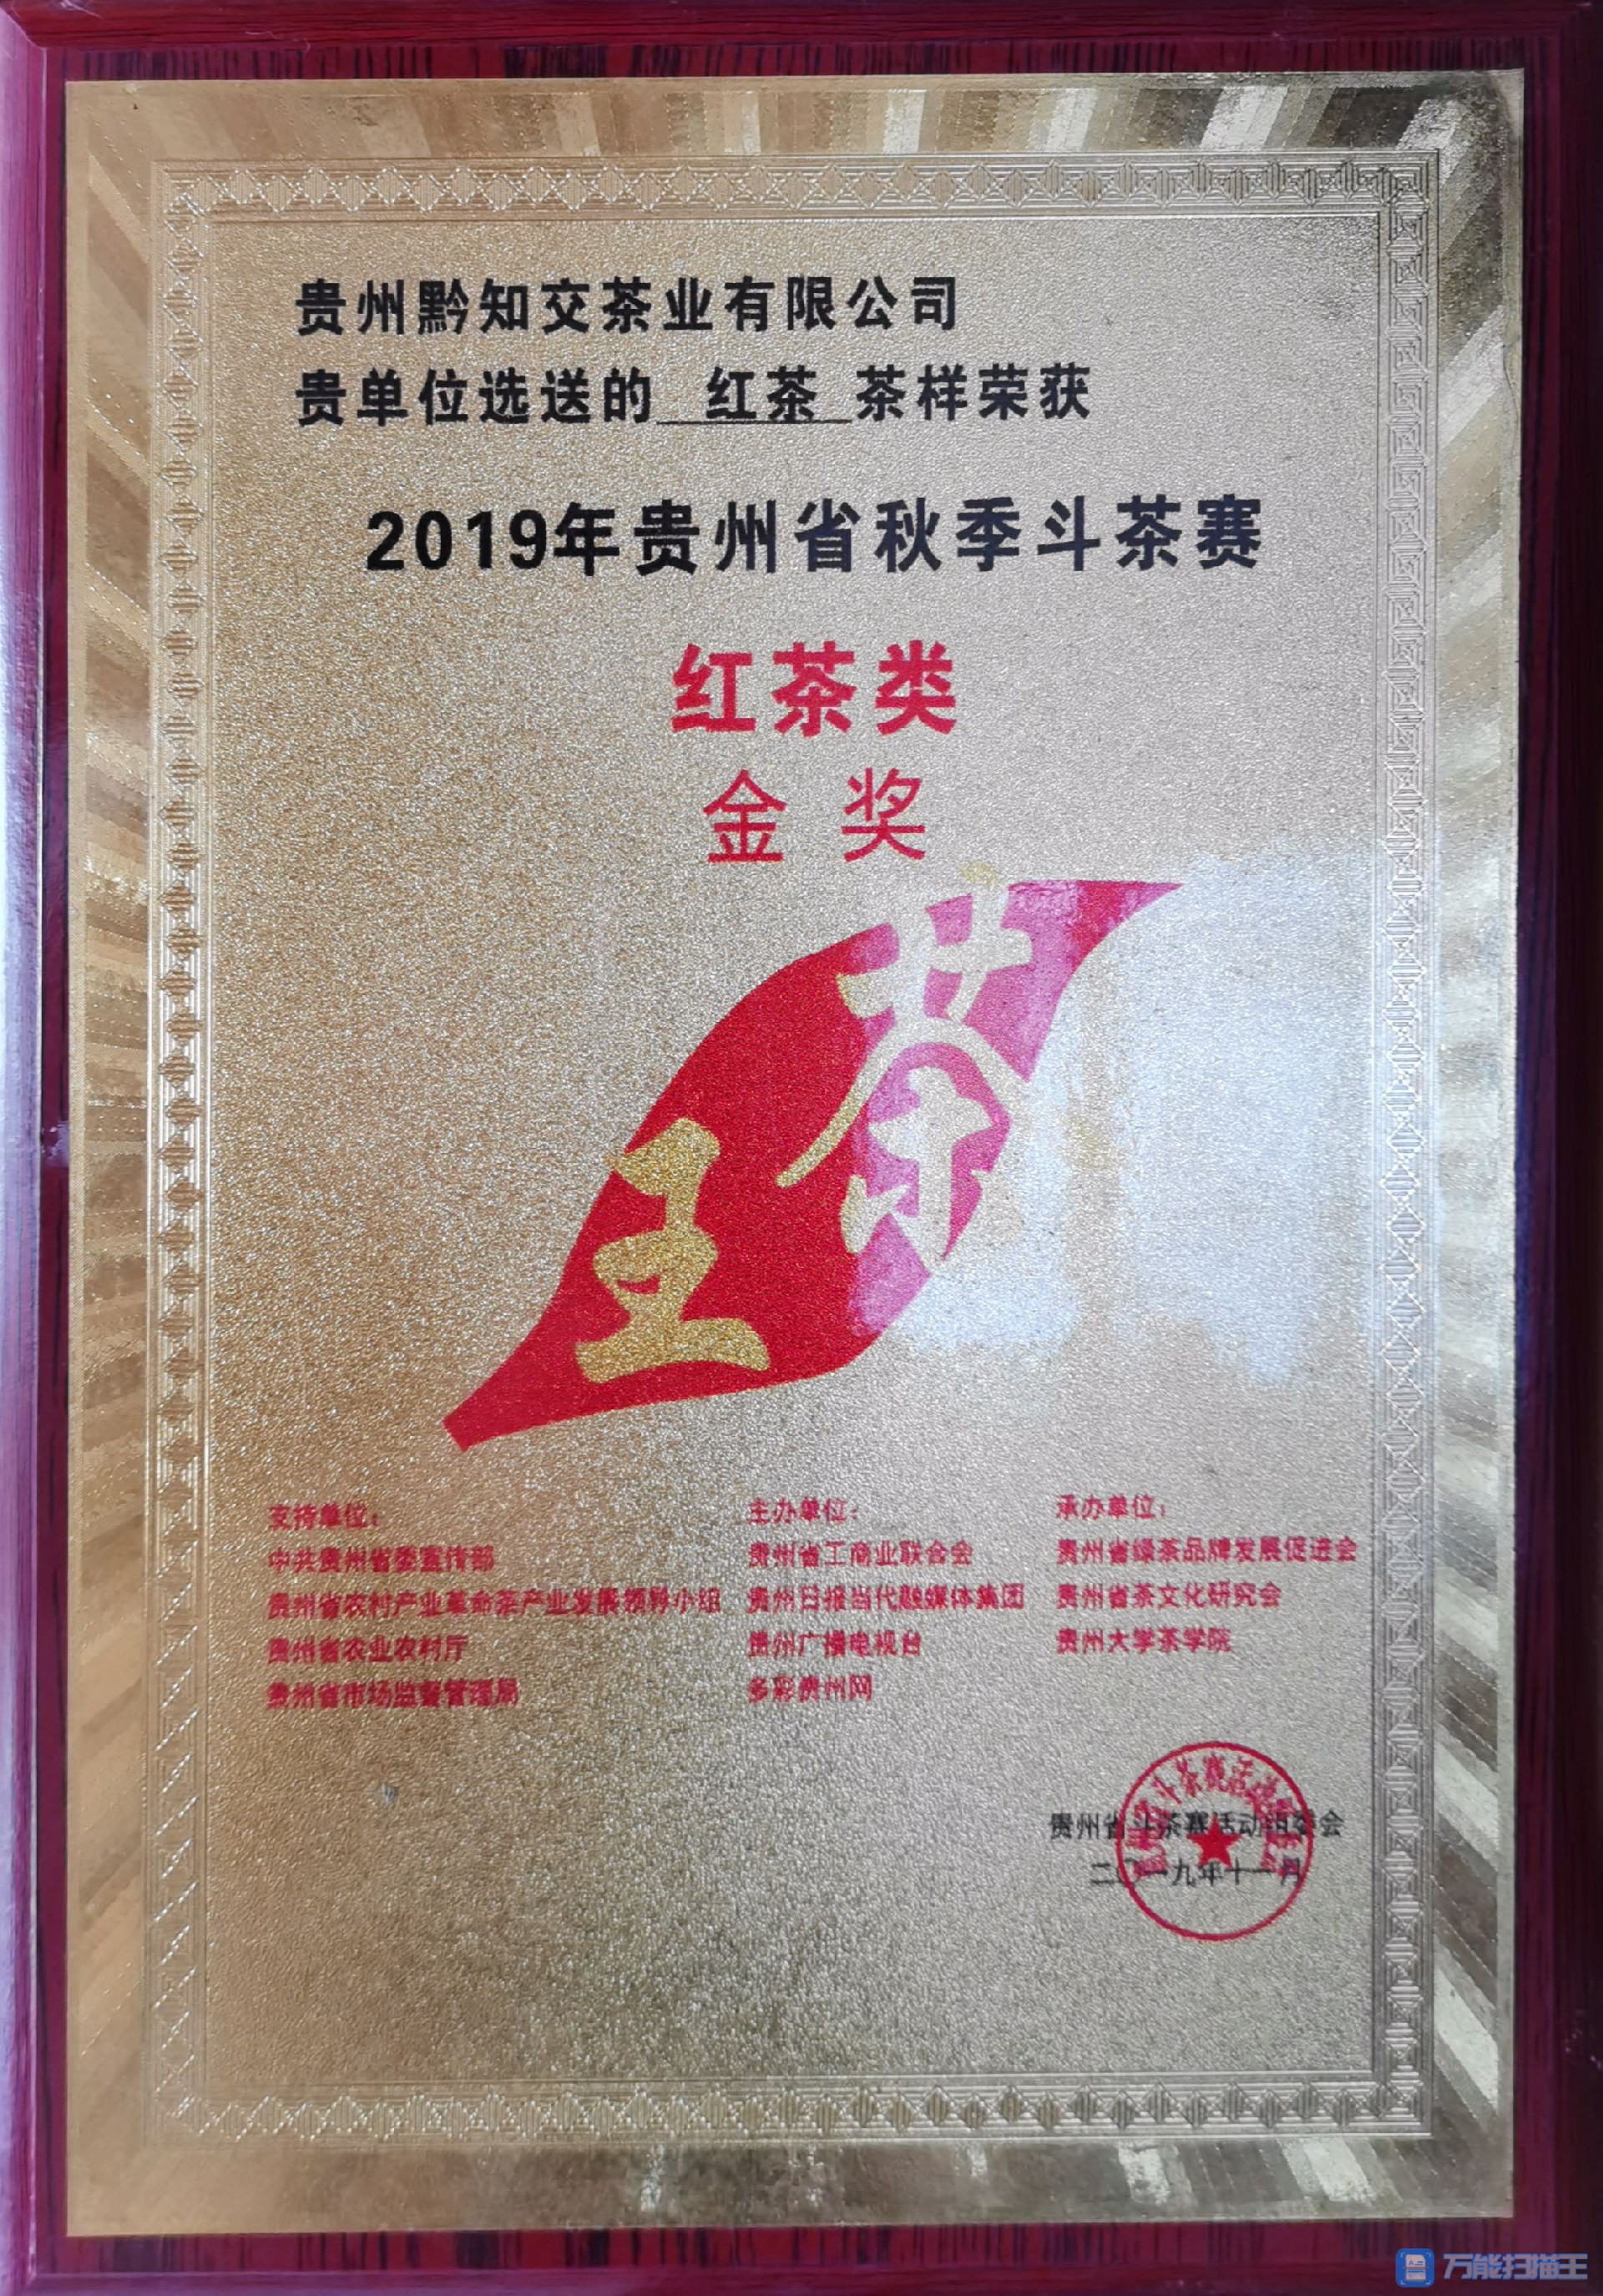 贵州黔知交茶业有限公司
贵单位选送的 红茶 茶样荣获
2019年贵州省秋季斗茶赛
红茶类
金奖
茶
王
支持单位:
中共贵州省委宣传部
贵州省农村产业革命茶产业发展领导小组
贵州省农业农村厅
贵州省市场监督管理局
主办单位:
贵州省工商业联合会
贵州日报当代融媒体集团
贵州广播电视台
多彩贵州网
承办单位:
贵州省绿茶品牌发展促进会
贵州省茶文化研究会
贵州大学茶学院
贵州省斗茶赛活动组委会
二〇一九年十一月
斗茶赛活动
万能扫描王